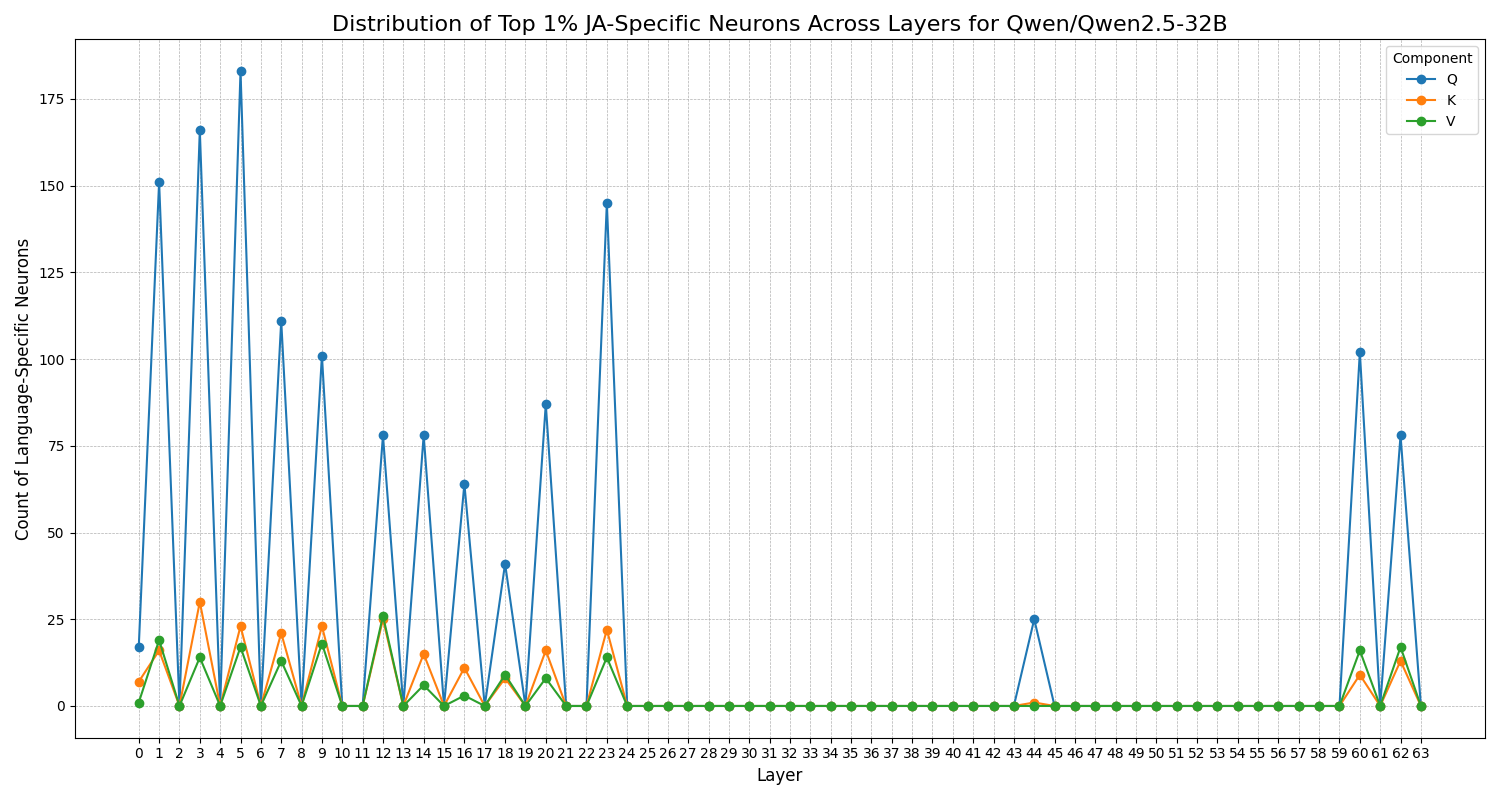 Distribution of Top 1% JA-Specific Neurons Across Layers for Qwen/Qwen2.5-32B
Component
Q
K
V
Count of Language-Specific Neurons
175
150
125
100
75
50
25
0
0 1 2 3 4 5 6 7 8 9 10 11 12 13 14 15 16 17 18 19 20 21 22 23 24 25 26 27 28 29 30 31 32 33 34 35 36 37 38 39 40 41 42 43 44 45 46 47 48 49 50 51 52 53 54 55 56 57 58 59 60 61 62 63
Layer